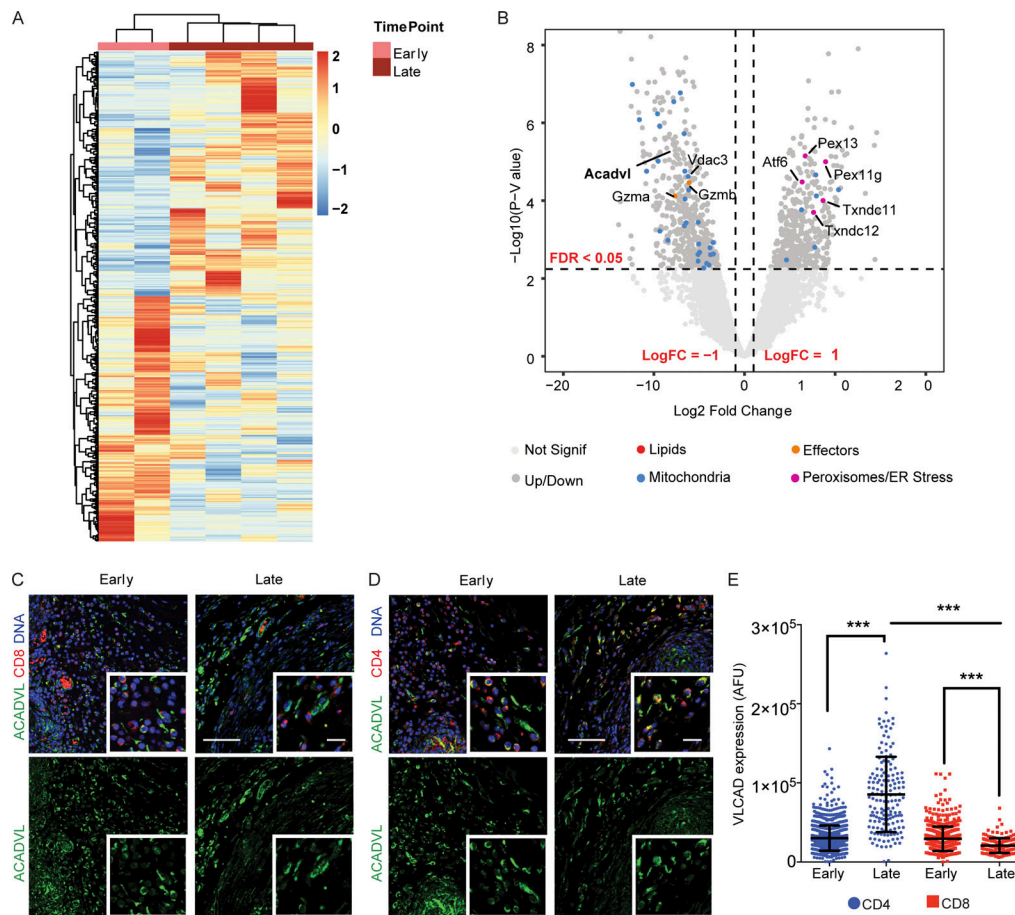 A
TimePoint
Early
Late
2
1
0
−1
−2
B
8
6
4
2
0
−Log10(P−V alue)
Acadvl
Vdac3
Gzma
Gzmb
Atf6
Pex13
Pex11g
Txndc11
Txndc12
FDR < 0.05
LogFC = −1
LogFC = 1
−20
−10
0
1
0
2
0
Log2 Fold Change
Not Signif
Lipids
Effectors
Up/Down
Mitochondria
Peroxisomes/ER Stress
C
Early
Late
ACADVL CD8 DNA
ACADVL
D
Early
Late
ACADVL CD4 DNA
ACADVL
E
VLCAD expression (AFU)
3×10⁵
2×10⁵
1×10⁵
0
***
***
***
Early
Late
Early
Late
CD4
CD8